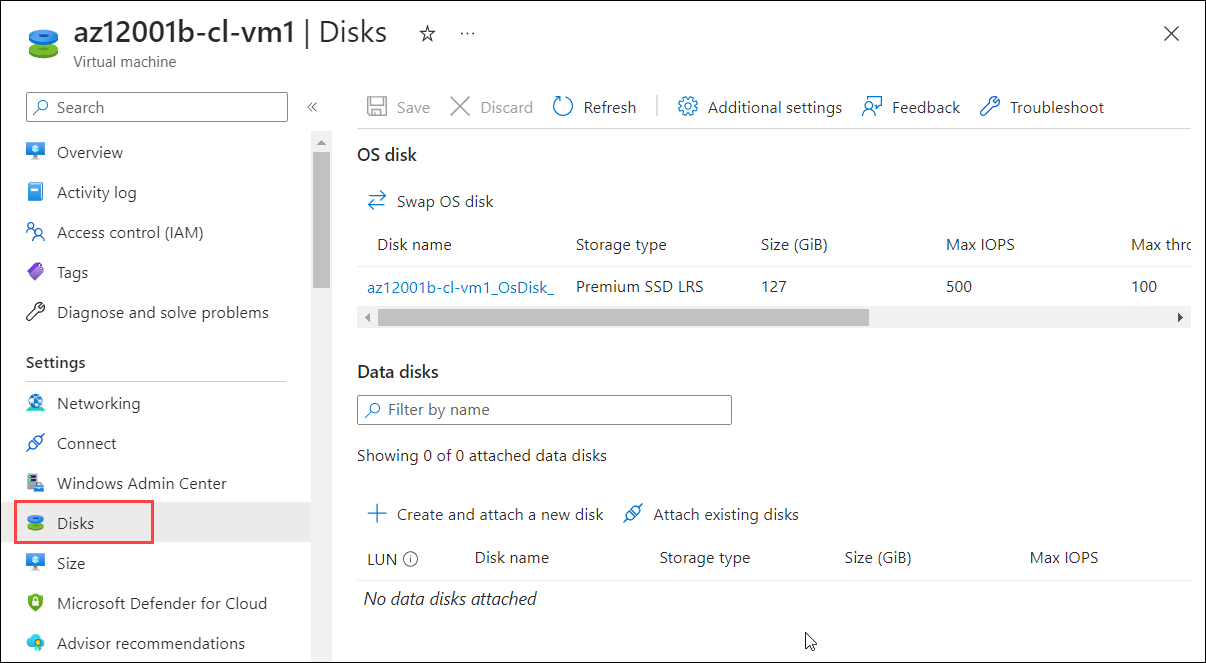 az12001b-cl-vm1 | Disks
Virtual machine
Search
Overview
Activity log
Access control (IAM)
Tags
Diagnose and solve problems
Settings
Networking
Connect
Windows Admin Center
Disks
Size
Microsoft Defender for Cloud
Advisor recommendations
Save Discard Refresh Additional settings Feedback Troubleshoot
OS disk
Swap OS disk
Disk name Storage type Size (GiB) Max IOPS Max thro
az12001b-cl-vm1_OsDisk_ Premium SSD LRS 127 500 100
Data disks
Filter by name
Showing 0 of 0 attached data disks
Create and attach a new disk Attach existing disks
LUN Disk name Storage type Size (GiB) Max IOPS
No data disks attached